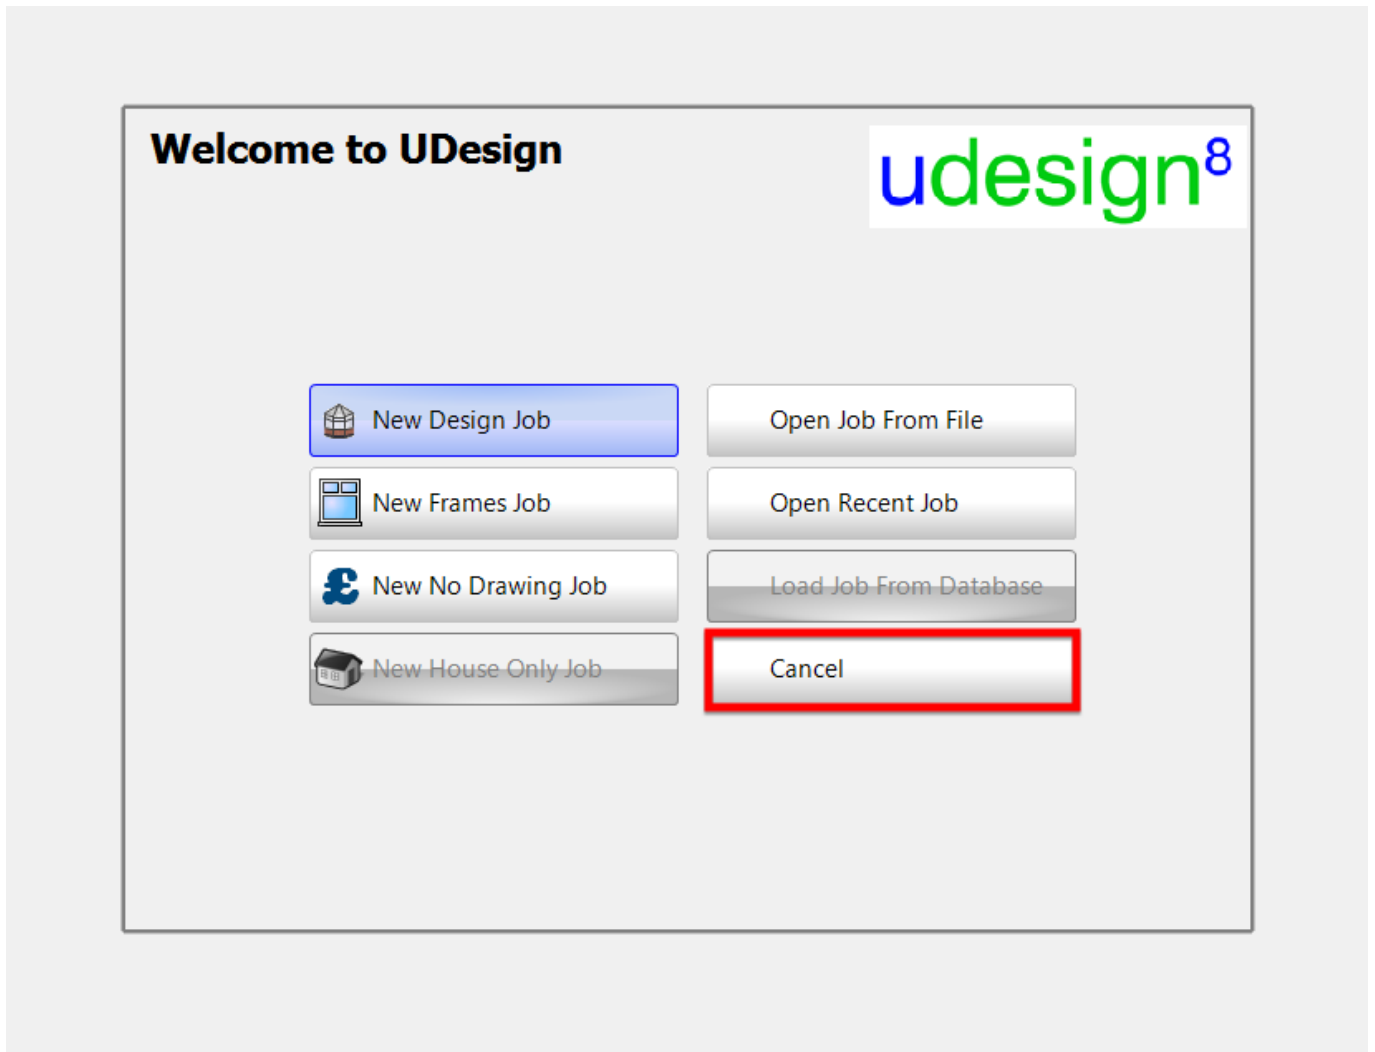 Welcome to UDesign
udesign8
New Design Job
Open Job From File
New Frames Job
Open Recent Job
£ New No Drawing Job
Load Job From Database
New House Only Job
Cancel